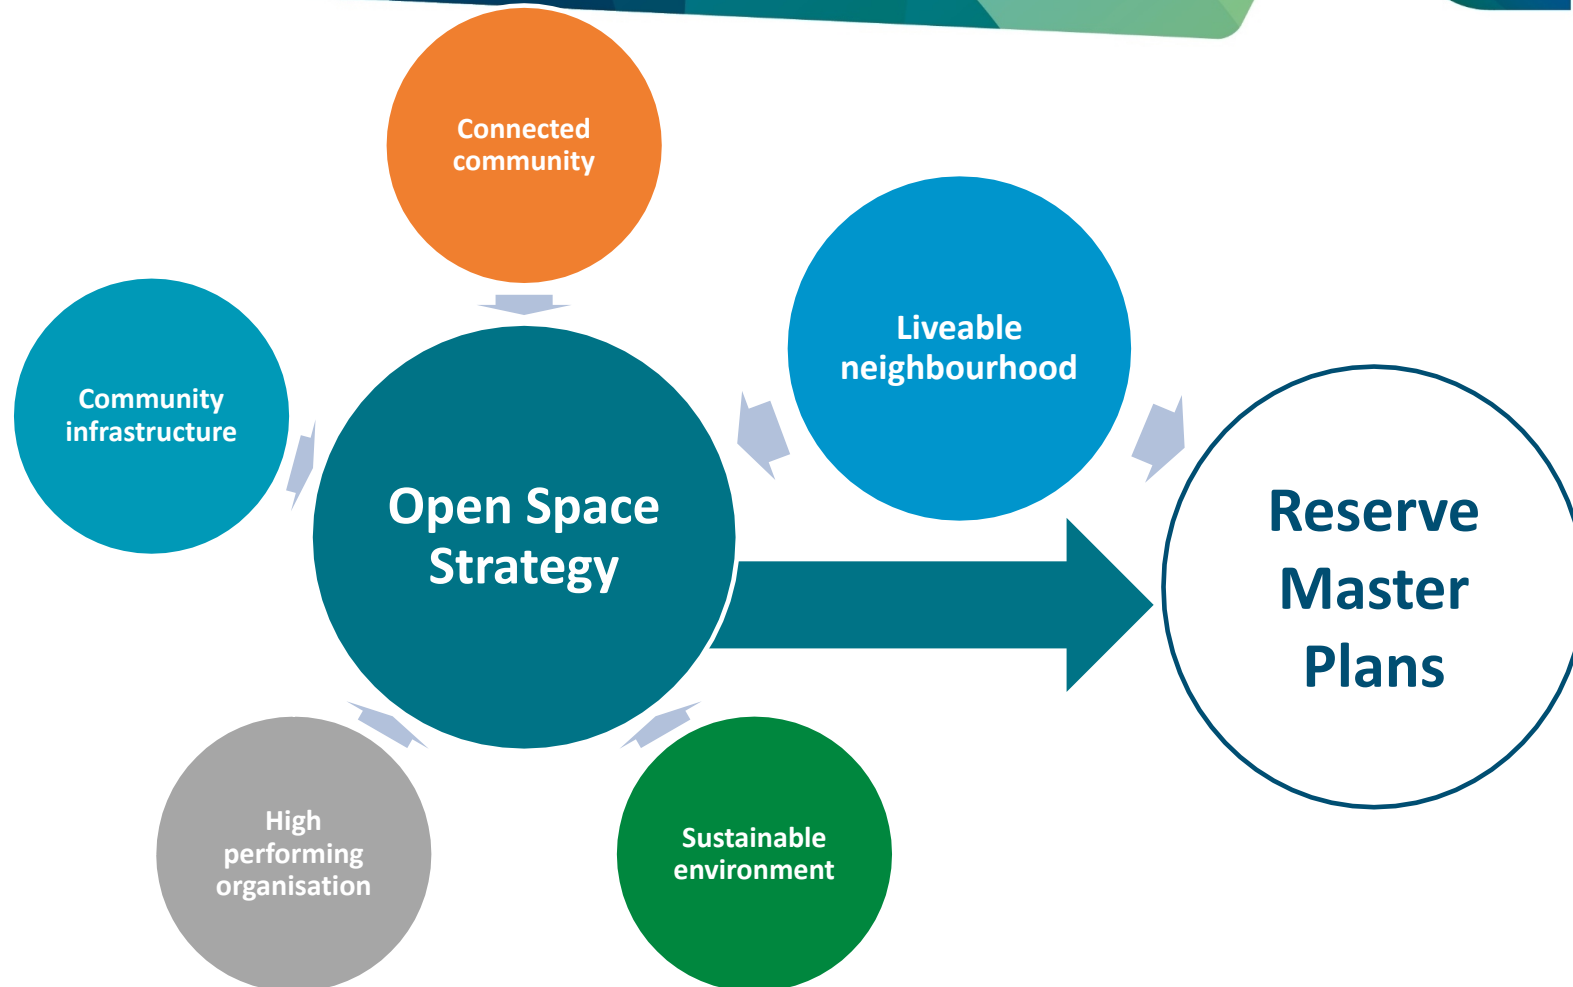 Connected
community
Liveable
neighbourhood
Community
infrastructure
Open Space
Strategy
Reserve
Master
Plans
High
performing
organisation
Sustainable
environment